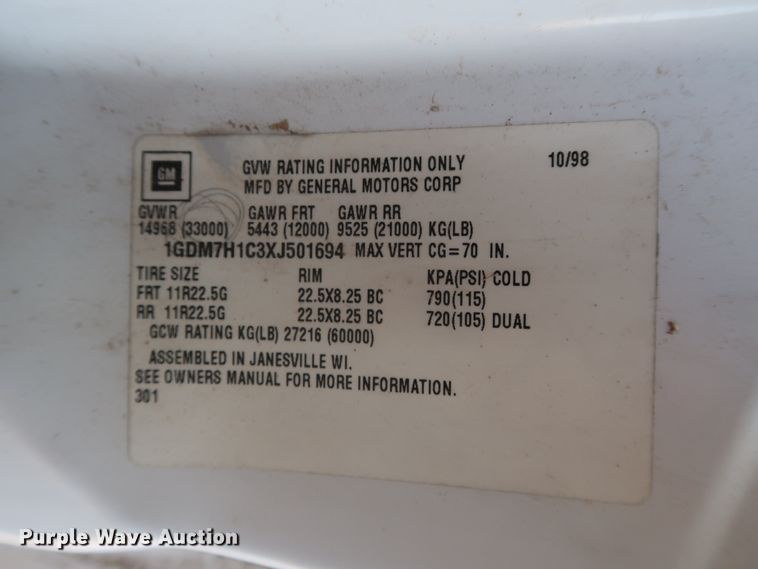 GM
GVW RATING INFORMATION ONLY 10/98
MFD BY GENERAL MOTORS CORP
GVWR GAWR FRT GAWR RR
14968 (33000) 5443 (12000) 9525 (21000) KG(LB)
1GDM7H1C3XJ501694 MAX VERT CG=70 IN.
TIRE SIZE RIM KPA(PSI) COLD
FRT 11R22.5G 22.5X8.25 BC 790(115)
RR 11R22.5G 22.5X8.25 BC 720(105) DUAL
GCW RATING KG(LB) 27216 (60000)
ASSEMBLED IN JANESVILLE WI.
SEE OWNERS MANUAL FOR MORE INFORMATION.
301
Purple Wave Auction